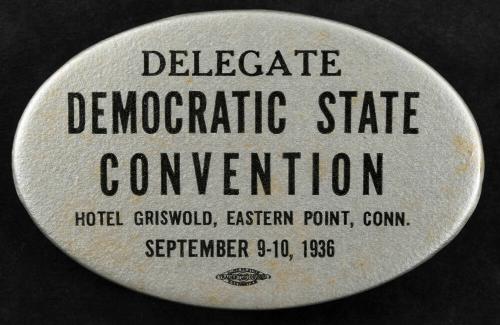 DELEGATE
DEMOCRATIC STATE
CONVENTION
HOTEL GRISWOLD, EASTERN POINT, CONN.
SEPTEMBER 9-10, 1936